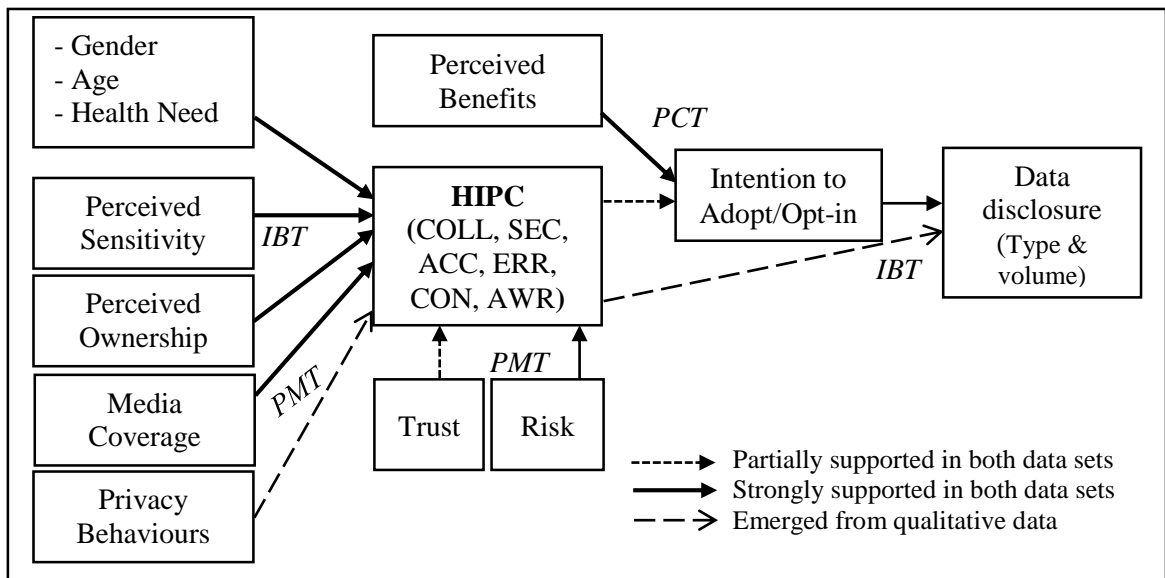 - Gender
- Age
- Health Need
Perceived
Benefits
PCT
Perceived
Sensitivity
IBT
HIPC
(COLL, SEC,
ACC, ERR,
CON, AWR)
Intention to
Adopt/Opt-in
Data
disclosure
(Type &
volume)
IBT
Perceived
Ownership
PMT
Media
Coverage
PMT
Trust
Risk
Privacy
Behaviours
Partially supported in both data sets
Strongly supported in both data sets
Emerged from qualitative data